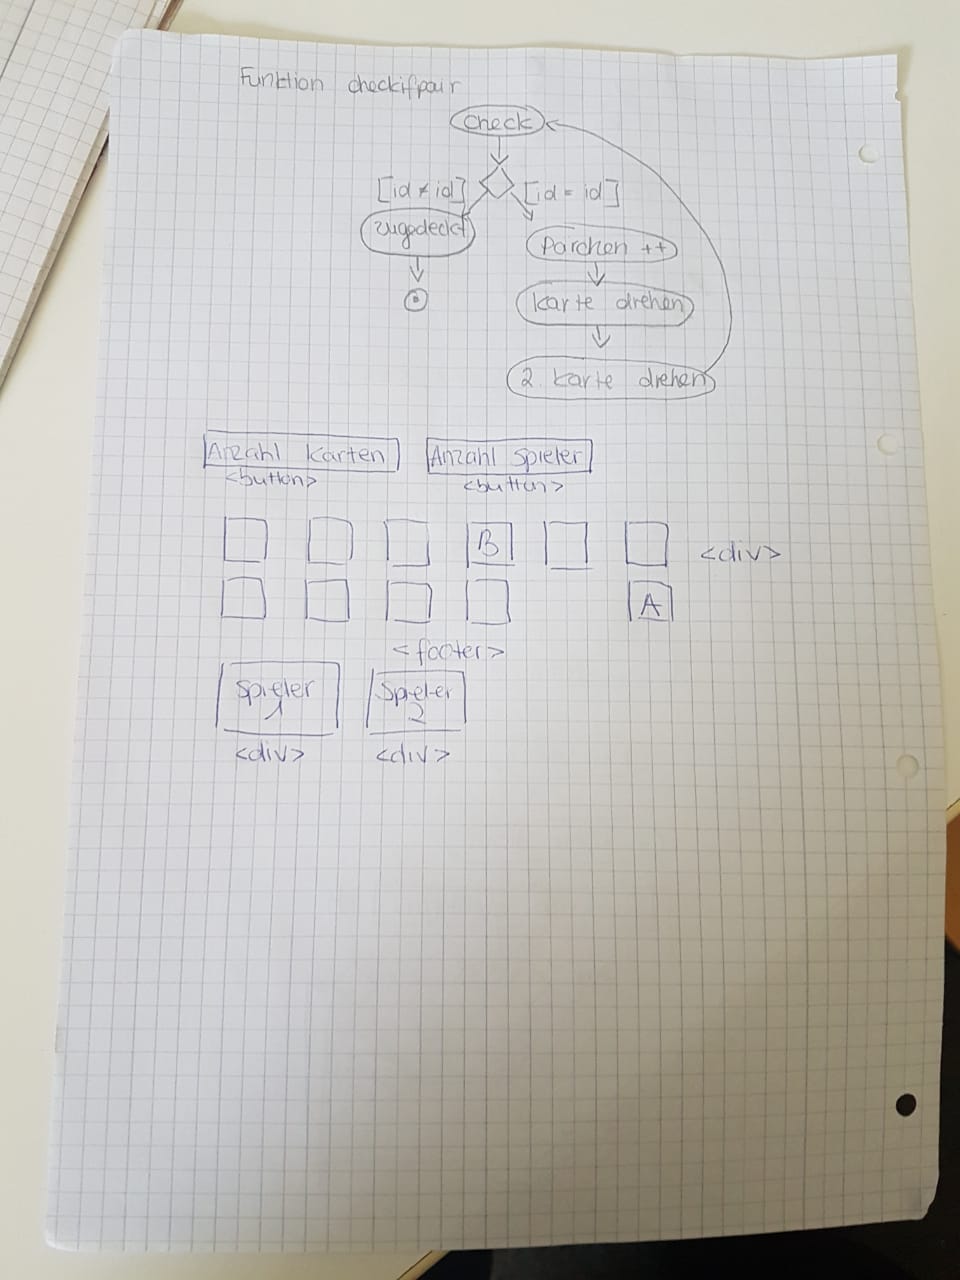 Funktion checkifpair
check
[id ≠ id] [id = id]
zugedeckt
Pärchen ++
Karte drehen
2. Karte drehen
Anzahl Karten Anzahl Spieler
<button> <button>
B
<div>
A
<footer>
Spieler 1 Spieler 2
<div> <div>